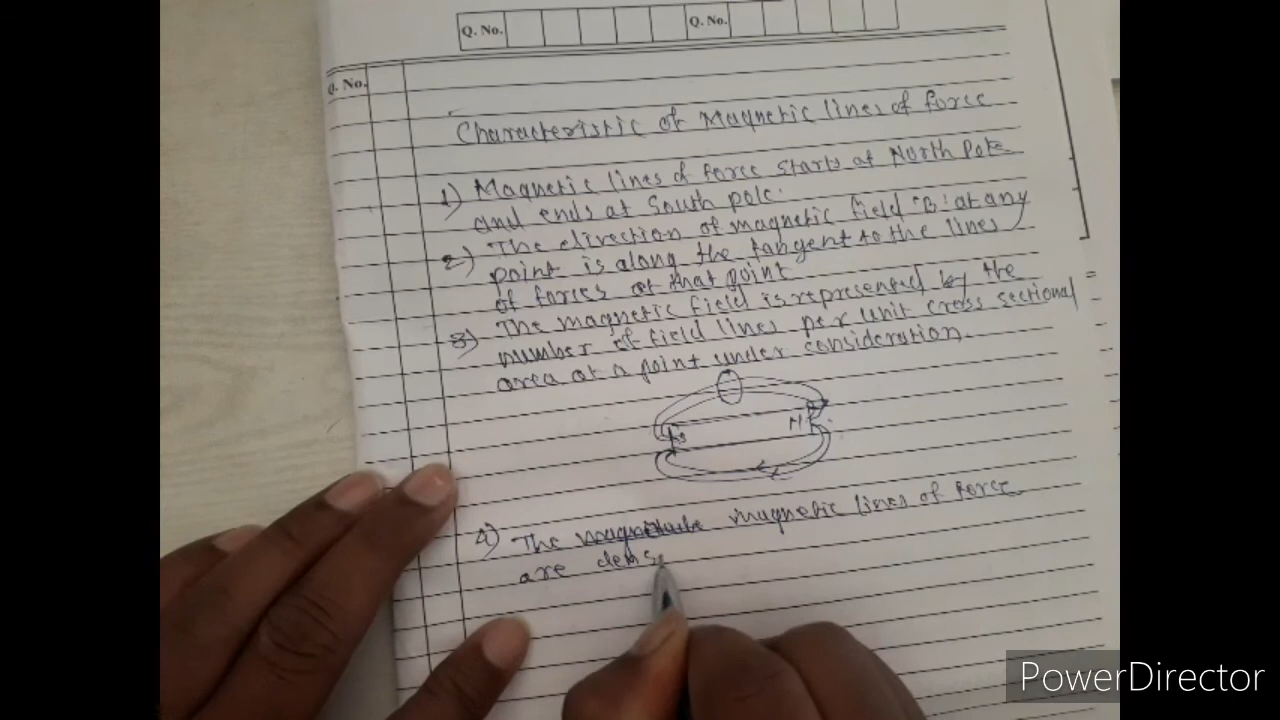 Q. No. Q. No.
Q. No.
Characteristic of Magnetic lines of force
1) Magnetic lines of force starts at North Pole
and ends at South pole.
2) The direction of magnetic field 'B' at any
point is along the tangent to the lines
of forces at that point
3) The magnetic field is represented by the
number of field lines per unit cross sectional
area at a point under consideration.
S N
4) The magnetic lines of force
are dens
PowerDirector